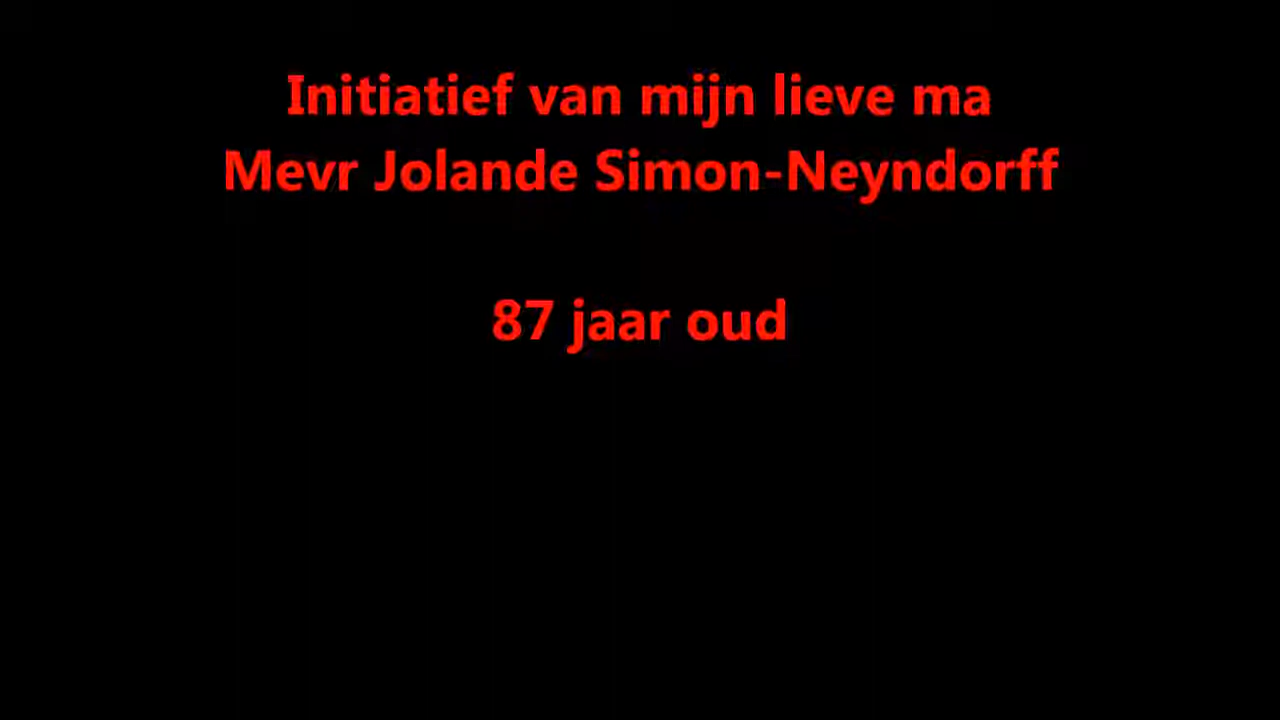 Initiatief van mijn lieve ma
Mevr Jolande Simon-Neyndorff
87 jaar oud